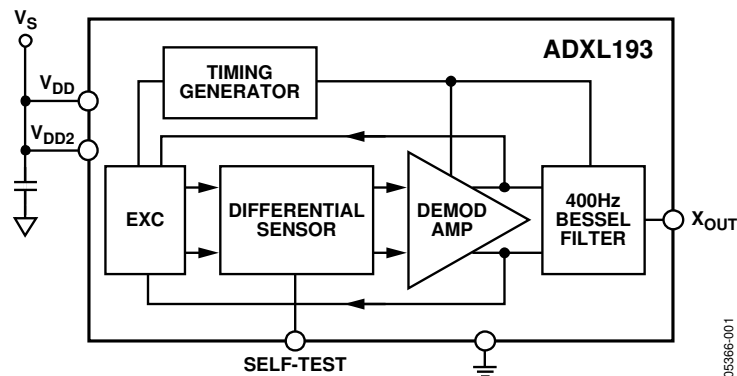 VS
ADXL193
TIMING
GENERATOR
VDD
VDD2
EXC
DIFFERENTIAL
SENSOR
DEMOD
AMP
400Hz
BESSEL
FILTER
XOUT
SELF-TEST
05366-001